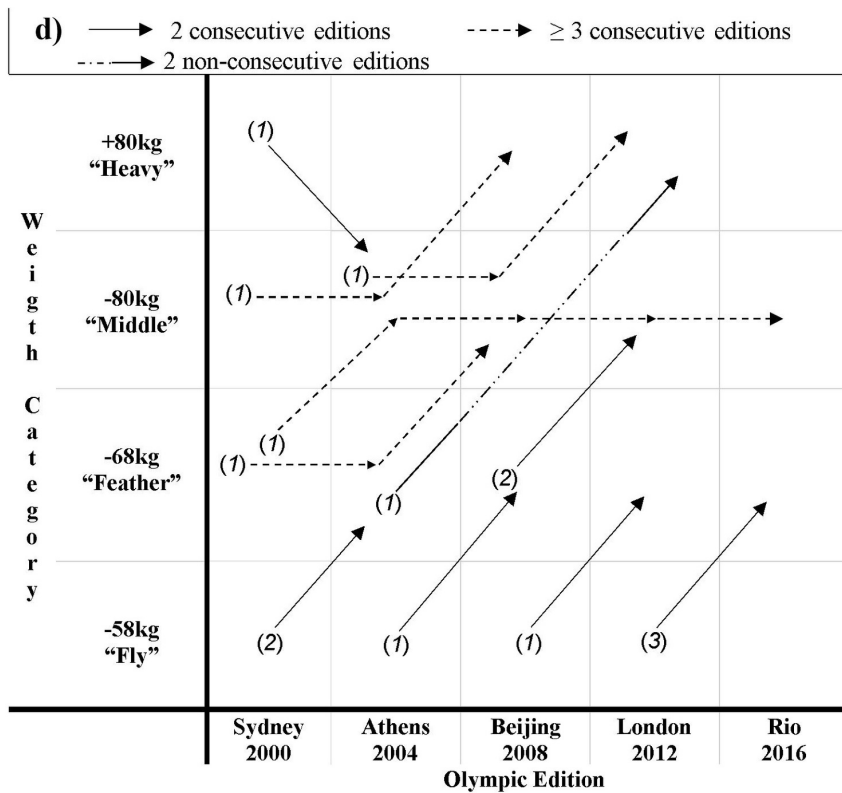 d)
2 consecutive editions
≥ 3 consecutive editions
2 non-consecutive editions
Weigth Category
+80kg
“Heavy”
(1)
-80kg
“Middle”
(1)
(1)
-68kg
“Feather”
(1)
(1)
(1)
(2)
-58kg
“Fly”
(2)
(1)
(1)
(3)
Sydney Athens Beijing London Rio
2000 2004 2008 2012 2016
Olympic Edition